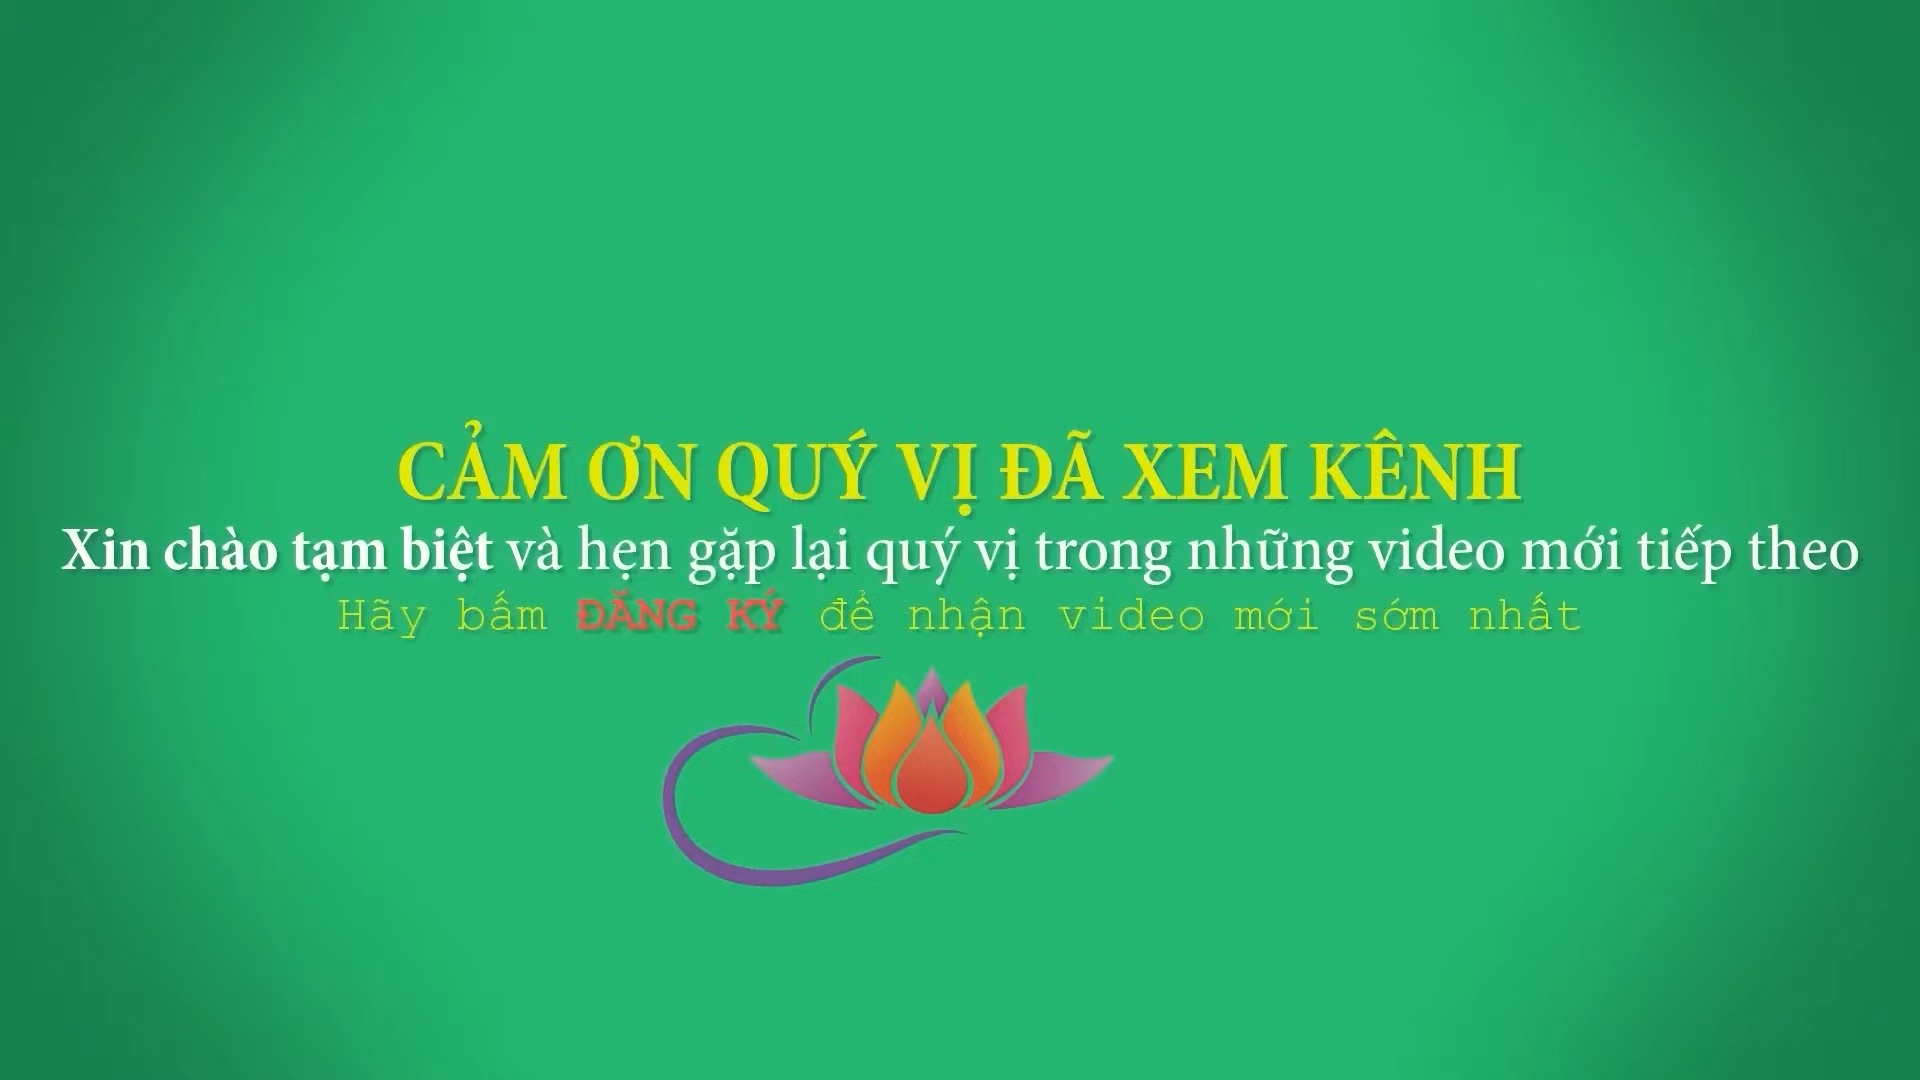 CẢM ƠN QUÝ VỊ ĐÃ XEM KÊNH
Xin chào tạm biệt và hẹn gặp lại quý vị trong những video mới tiếp theo
Hãy bấm ĐĂNG KÝ để nhận video mới sớm nhất